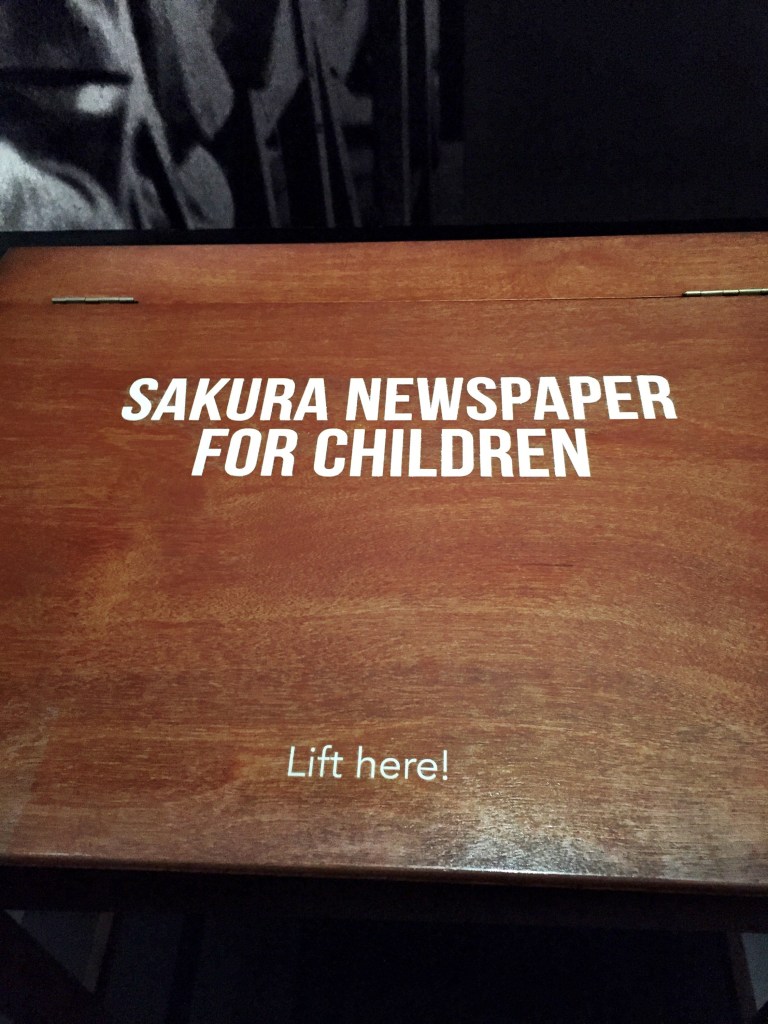 SAKURA NEWSPAPER
FOR CHILDREN
Lift here!